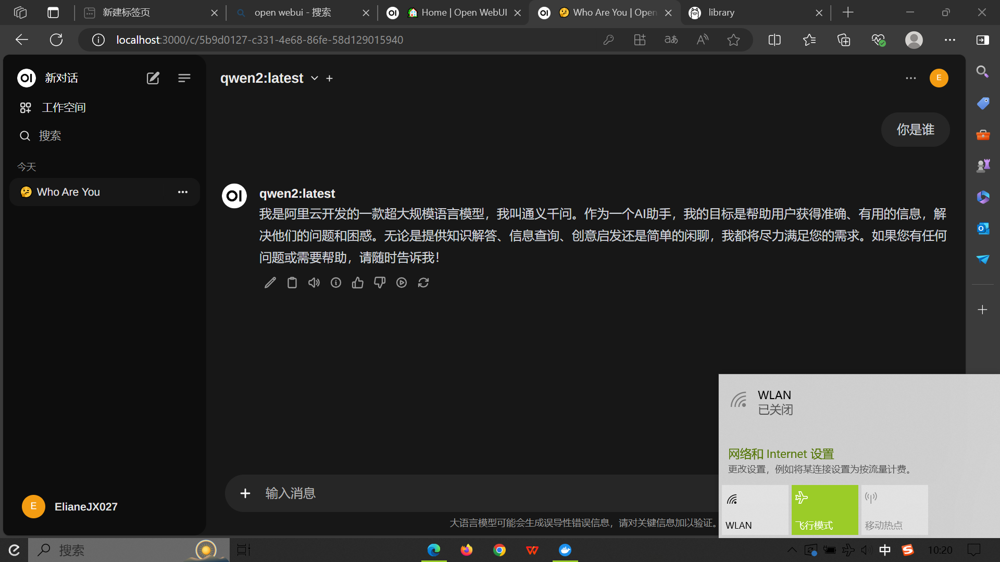 新建标签页
open webui - 搜索
Home | Open WebUI
Who Are You | Open
library
localhost:3000/c/5b9d0127-c331-4e68-86fe-58d129015940
OI 新对话
工作空间
搜索
今天
Who Are You
qwen2:latest
E
你是谁
OI
qwen2:latest
我是阿里云开发的一款超大规模语言模型，我叫通义千问。作为一个AI助手，我的目标是帮助用户获得准确、有用的信息，解
决他们的问题和困惑。无论是提供知识解答、信息查询、创意启发还是简单的闲聊，我都将尽力满足您的需求。如果您有任何
问题或需要帮助，请随时告诉我！
输入消息
大语言模型可能会生成误导性错误信息，请对关键信息加以验证。
E ElianeJX027
WLAN
已关闭
网络和 Internet 设置
更改设置，例如将某连接设置为按流量计费。
WLAN
飞行模式
移动热点
搜索
中
10:20